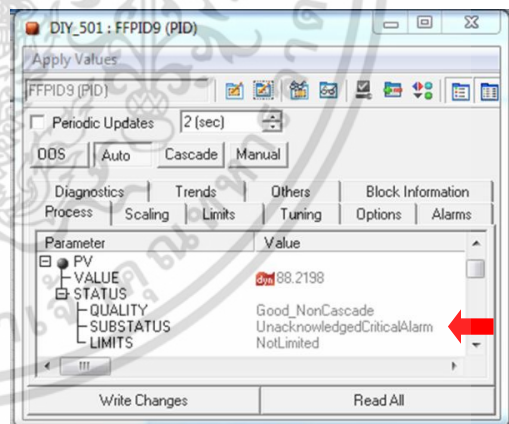 DIY_501 : FFPID9 (PID)
Apply Values
FFPID9 (PID)
Periodic Updates 2 (sec)
OOS Auto Cascade Manual
Diagnostics Trends Others Block Information
Process Scaling Limits Tuning Options Alarms
Parameter Value
PV
VALUE dyn 88.2198
STATUS
QUALITY Good_NonCascade
SUBSTATUS UnacknowledgedCriticalAlarm
LIMITS NotLimited
Write Changes Read All